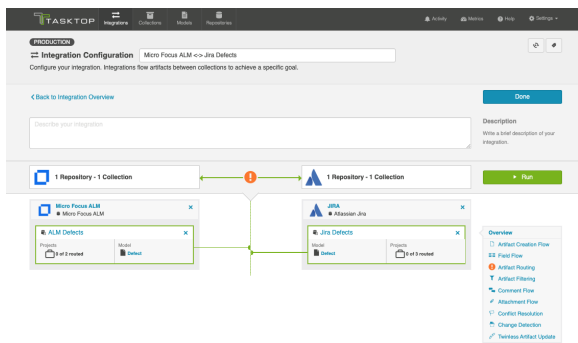 TASKTOP
Integrations
Collections
Models
Repositories
Activity
Metrics
Help
Settings
PRODUCTION
Integration Configuration
Micro Focus ALM <-> Jira Defects
Configure your integration. Integrations flow artifacts between collections to achieve a specific goal.
Back to Integration Overview
Done
Describe your integration
Description
Write a brief description of your
integration.
1 Repository - 1 Collection
1 Repository - 1 Collection
Run
Micro Focus ALM
Micro Focus ALM
ALM Defects
Projects
0 of 2 routed
Model
Defect
JIRA
Atlassian Jira
Jira Defects
Model
Defect
Projects
0 of 3 routed
Overview
Artifact Creation Flow
Field Flow
Artifact Routing
Artifact Filtering
Comment Flow
Attachment Flow
Conflict Resolution
Change Detection
Twinless Artifact Update